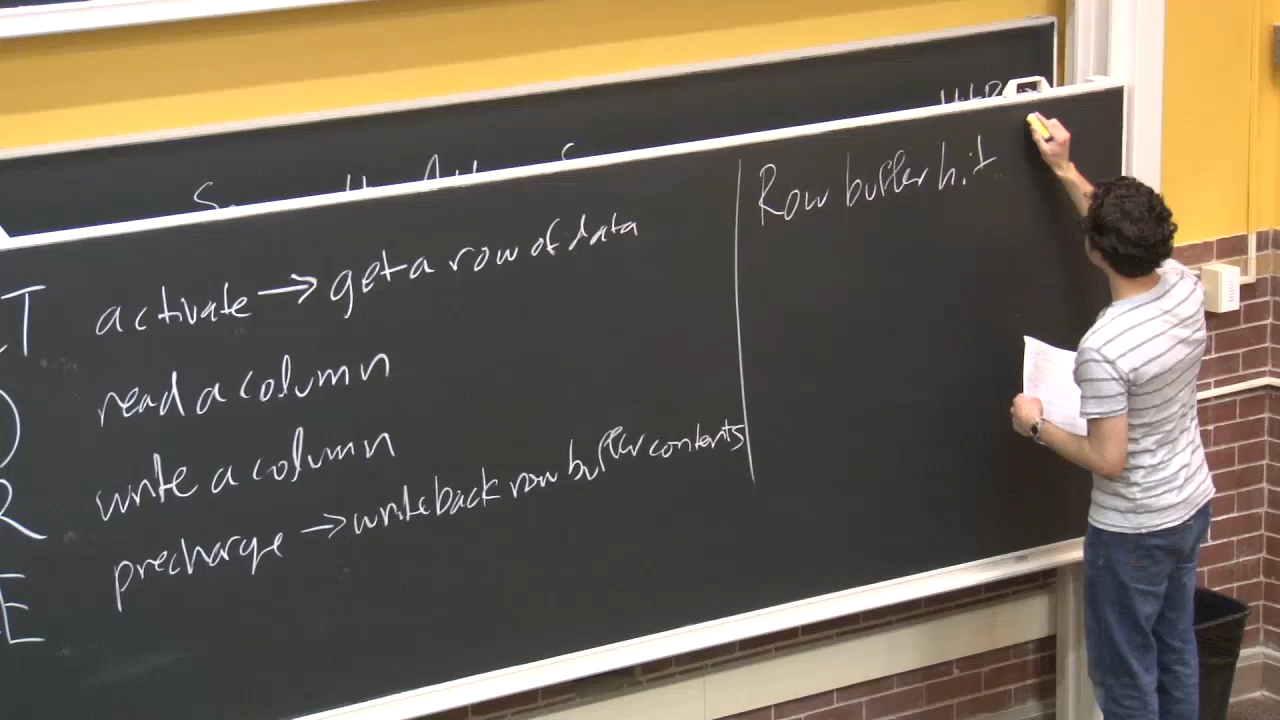 Row buffer hit
T activate → get a row of data
read a column
R write a column
E precharge → write back row buffer contents